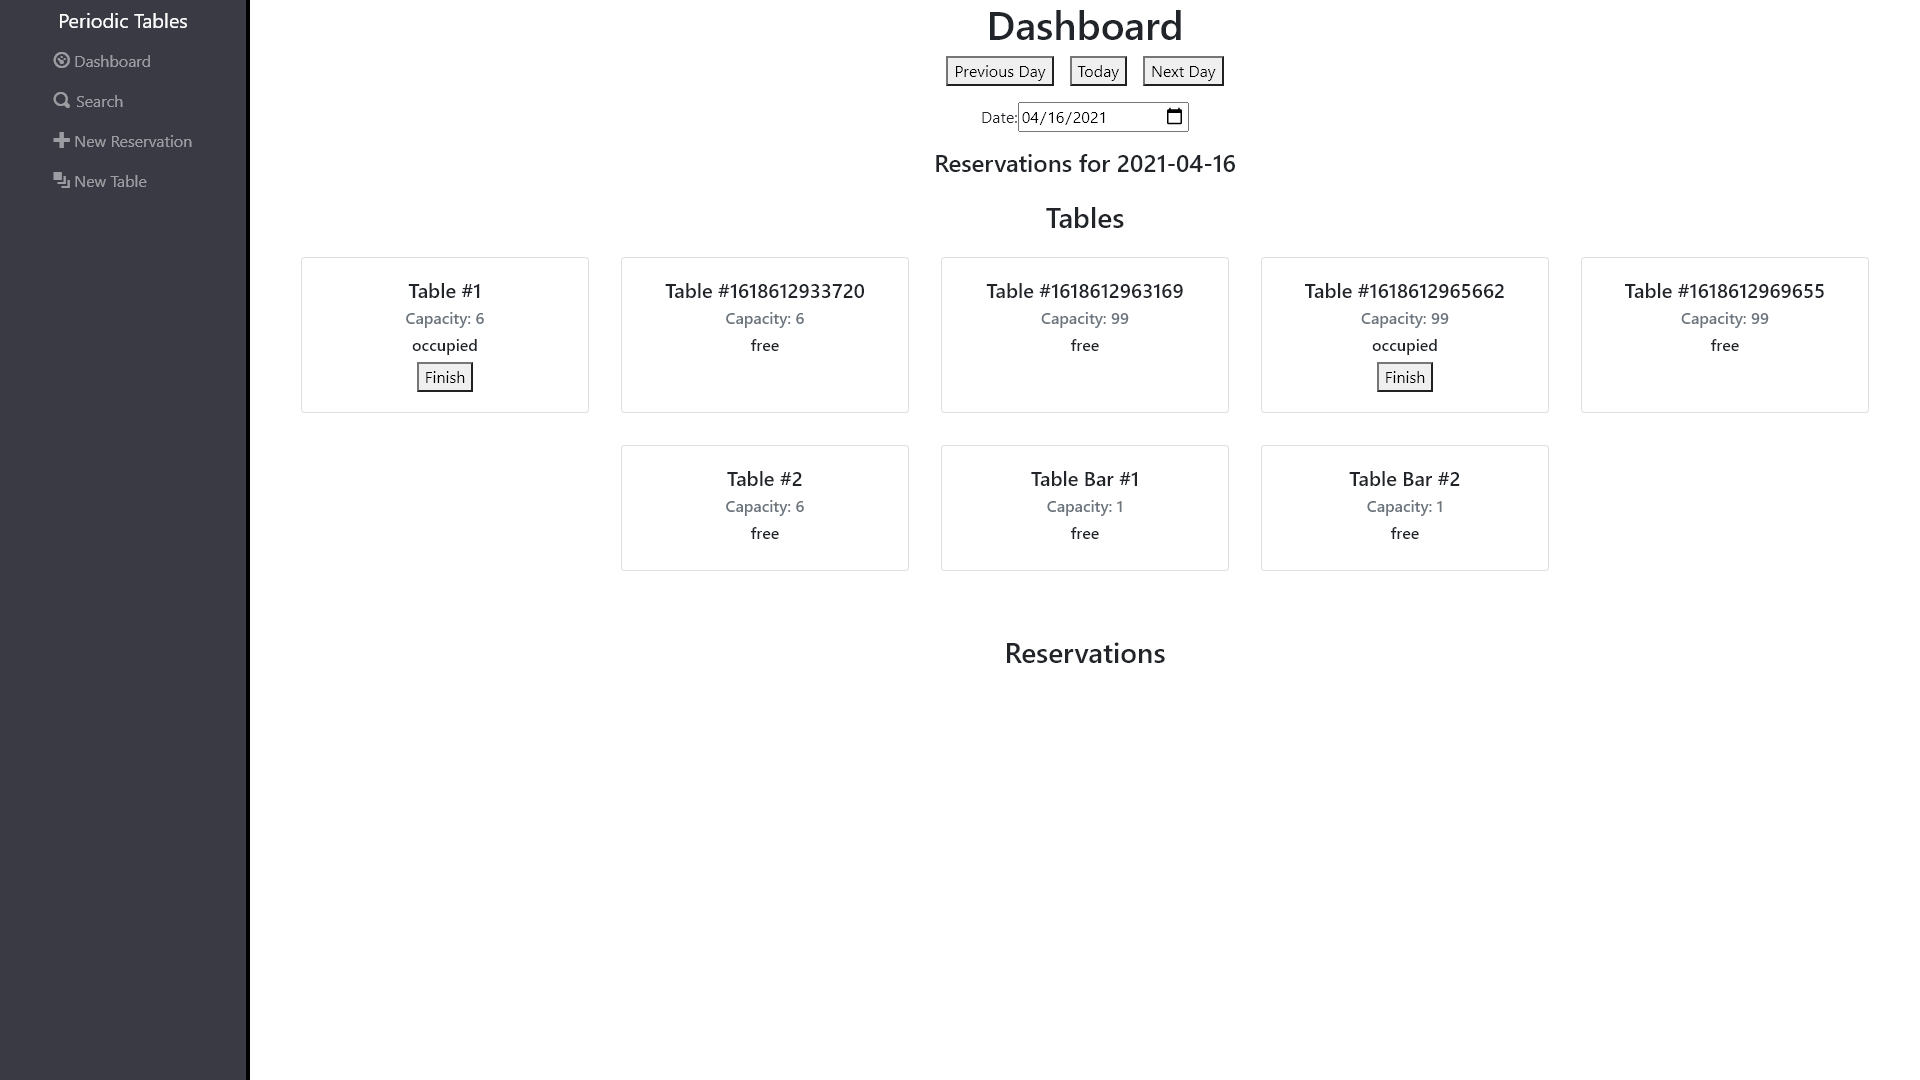 Periodic Tables
Dashboard
Search
New Reservation
New Table
Dashboard
Previous Day Today Next Day
Date: 04/16/2021
Reservations for 2021-04-16
Tables
Table #1
Capacity: 6
occupied
Finish
Table #1618612933720
Capacity: 6
free
Table #1618612963169
Capacity: 99
free
Table #1618612965662
Capacity: 99
occupied
Finish
Table #1618612969655
Capacity: 99
free
Table #2
Capacity: 6
free
Table Bar #1
Capacity: 1
free
Table Bar #2
Capacity: 1
free
Reservations